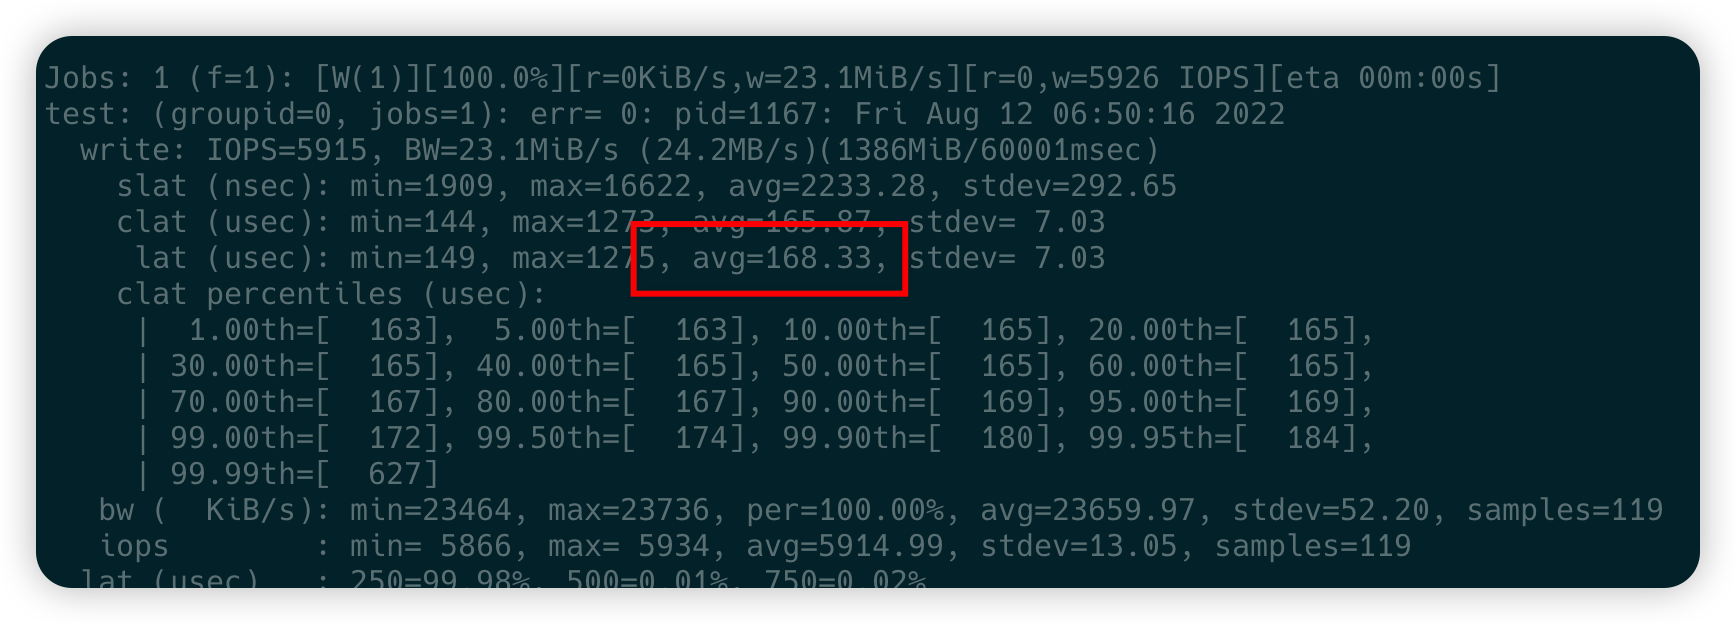 Jobs: 1 (f=1): [W(1)][100.0%][r=0KiB/s,w=23.1MiB/s][r=0,w=5926 IOPS][eta 00m:00s]
test: (groupid=0, jobs=1): err= 0: pid=1167: Fri Aug 12 06:50:16 2022
  write: IOPS=5915, BW=23.1MiB/s (24.2MB/s)(1386MiB/60001msec)
    slat (nsec): min=1909, max=16622, avg=2233.28, stdev=292.65
    clat (usec): min=144, max=1273, avg=165.87, stdev= 7.03
     lat (usec): min=149, max=1275, avg=168.33, stdev= 7.03
    clat percentiles (usec):
     |  1.00th=[  163],  5.00th=[  163], 10.00th=[  165], 20.00th=[  165],
     | 30.00th=[  165], 40.00th=[  165], 50.00th=[  165], 60.00th=[  165],
     | 70.00th=[  167], 80.00th=[  167], 90.00th=[  169], 95.00th=[  169],
     | 99.00th=[  172], 99.50th=[  174], 99.90th=[  180], 99.95th=[  184],
     | 99.99th=[  627]
   bw (  KiB/s): min=23464, max=23736, per=100.00%, avg=23659.97, stdev=52.20, samples=119
   iops        : min= 5866, max= 5934, avg=5914.99, stdev=13.05, samples=119
  lat (usec)   : 250=99.98%, 500=0.01%, 750=0.02%